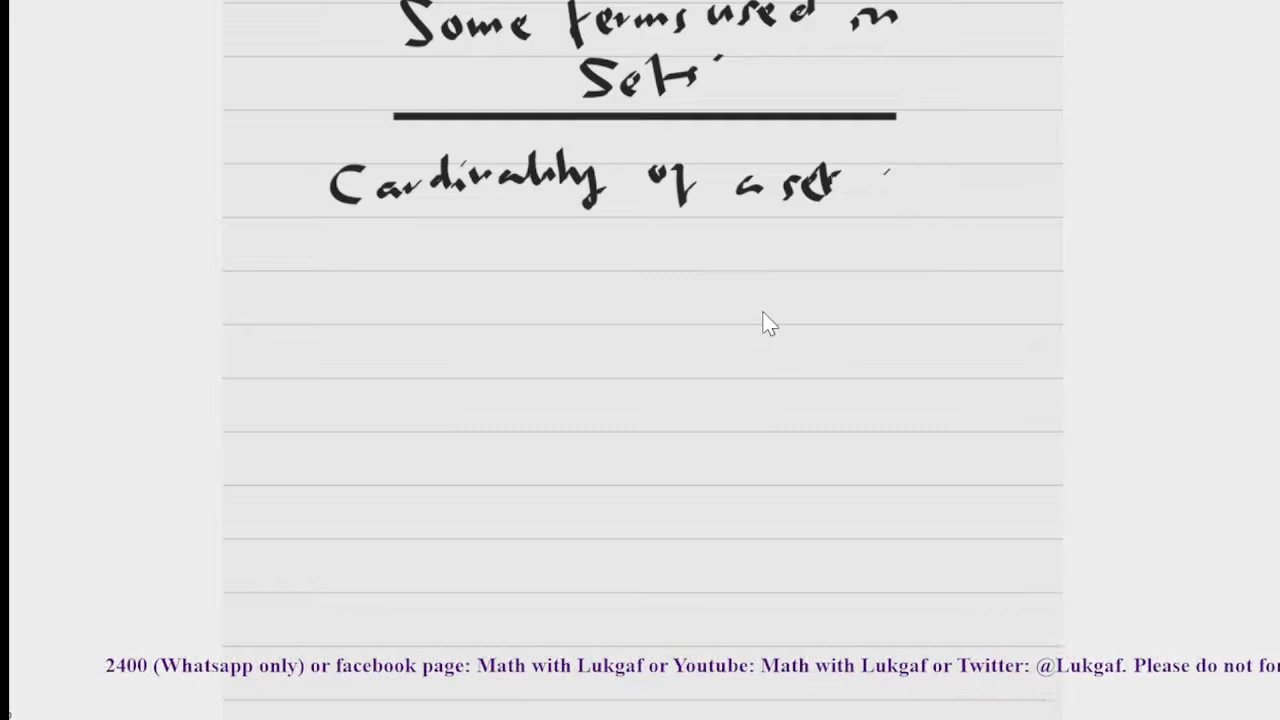 Some terms used in
Sets
Cardinality of a set
2400 (Whatsapp only) or facebook page: Math with Lukgaf or Youtube: Math with Lukgaf or Twitter: @Lukgaf. Please do not for